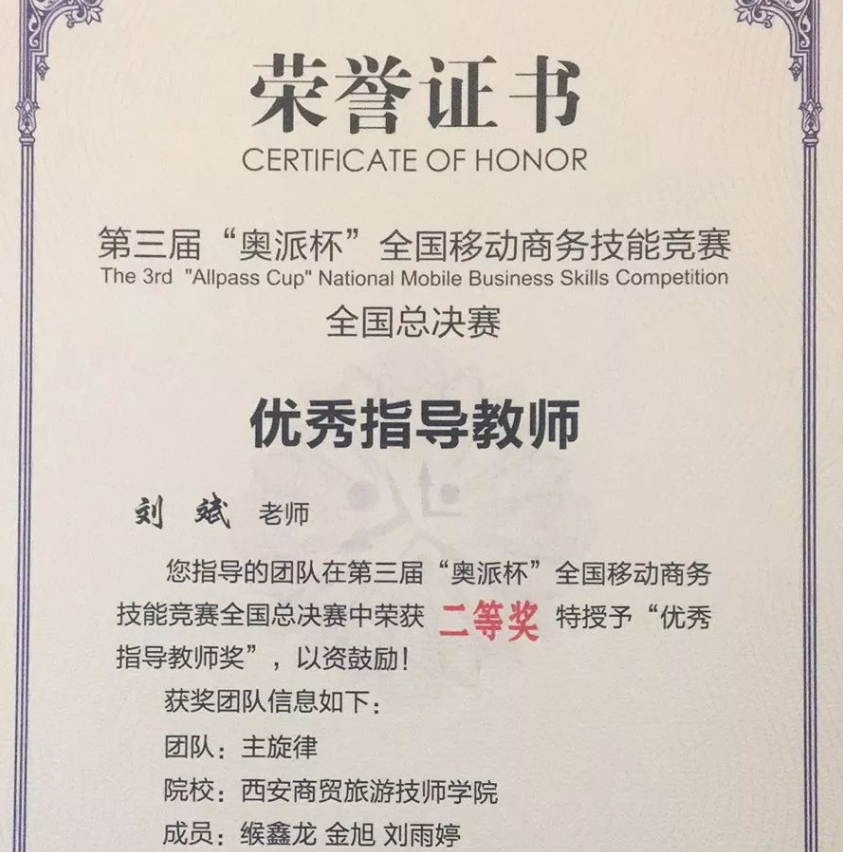 荣誉证书
CERTIFICATE OF HONOR
第三届“奥派杯”全国移动商务技能竞赛
The 3rd "Allpass Cup" National Mobile Business Skills Competition
全国总决赛
优秀指导教师
刘 斌 老师
您指导的团队在第三届“奥派杯”全国移动商务
技能竞赛全国总决赛中荣获 二等奖 特授予“优秀
指导教师奖”，以资鼓励！
获奖团队信息如下：
团队：主旋律
院校：西安商贸旅游技师学院
成员：缑鑫龙 金旭 刘雨婷